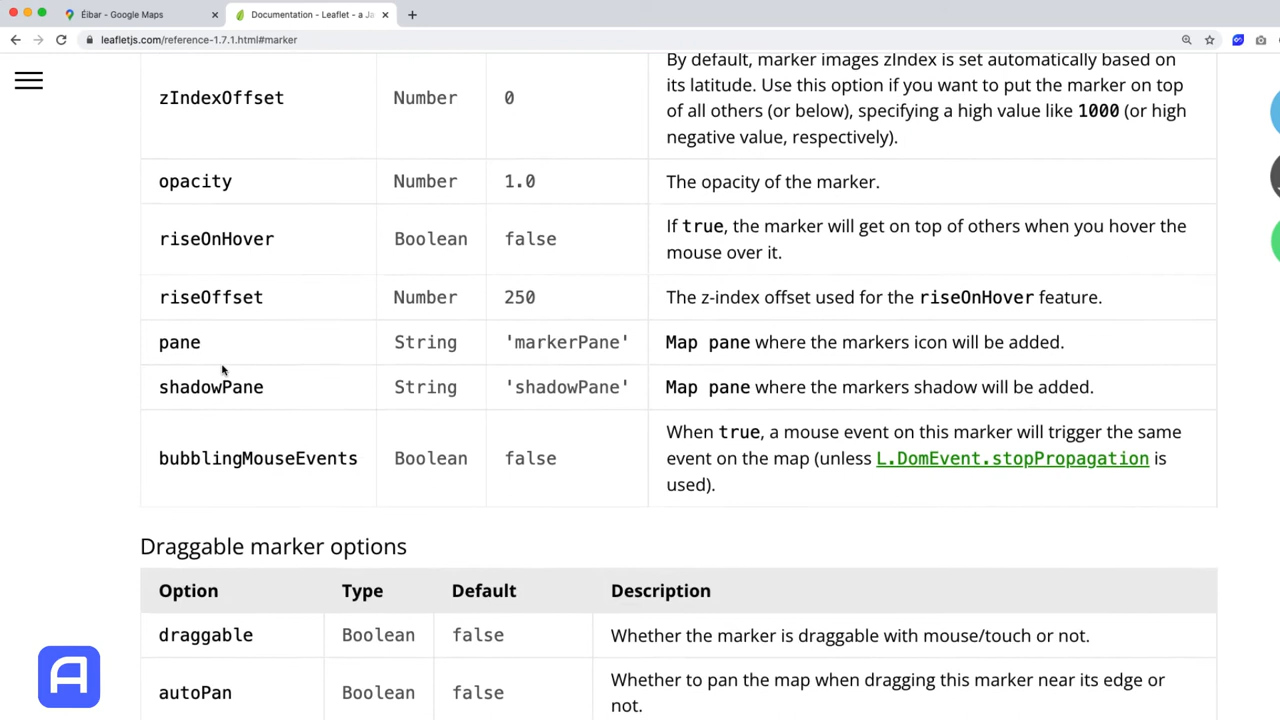 Éibar - Google Maps
Documentation - Leaflet - a Ja
leafletjs.com/reference-1.7.1.html#marker
zIndexOffset Number 0 By default, marker images zIndex is set automatically based on
its latitude. Use this option if you want to put the marker on top
of all others (or below), specifying a high value like 1000 (or high
negative value, respectively).
opacity Number 1.0 The opacity of the marker.
riseOnHover Boolean false If true, the marker will get on top of others when you hover the
mouse over it.
riseOffset Number 250 The z-index offset used for the riseOnHover feature.
pane String 'markerPane' Map pane where the markers icon will be added.
shadowPane String 'shadowPane' Map pane where the markers shadow will be added.
bubblingMouseEvents Boolean false When true, a mouse event on this marker will trigger the same
event on the map (unless L.DomEvent.stopPropagation is
used).
Draggable marker options
Option Type Default Description
draggable Boolean false Whether the marker is draggable with mouse/touch or not.
autoPan Boolean false Whether to pan the map when dragging this marker near its edge or
not.